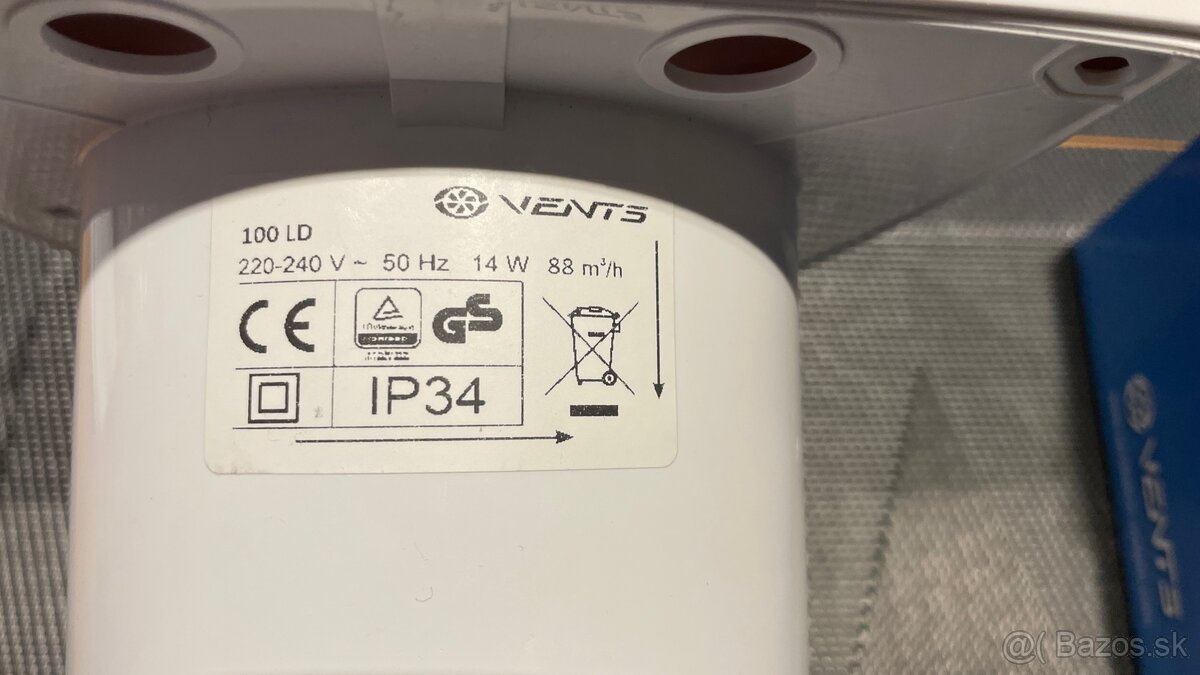 VENTS
100 LD
220-240 V ~ 50 Hz 14 W 88 m³/h
CE
GS
IP34
VENTS
@( Bazos.sk